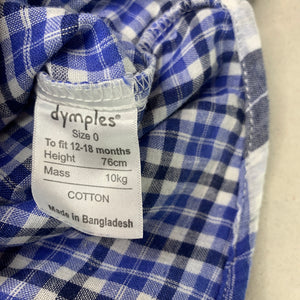 dymples®
Size 0
To fit 12-18 months
Height 76cm
Mass 10kg
COTTON
Made in Bangladesh